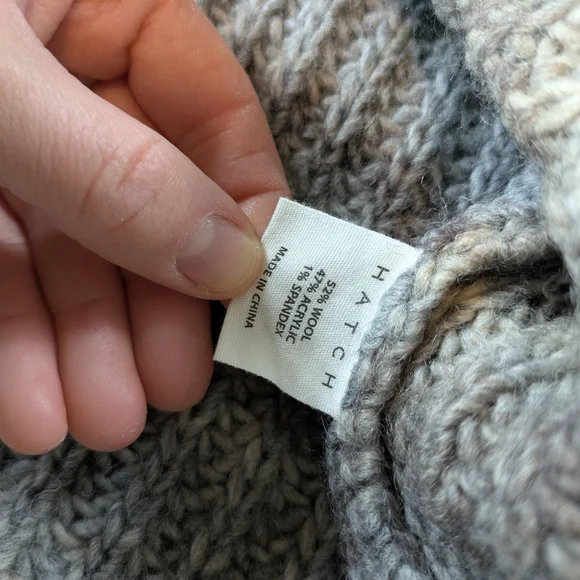 HATCH
52% WOOL
47% ACRYLIC
1% SPANDEX
MADE IN CHINA